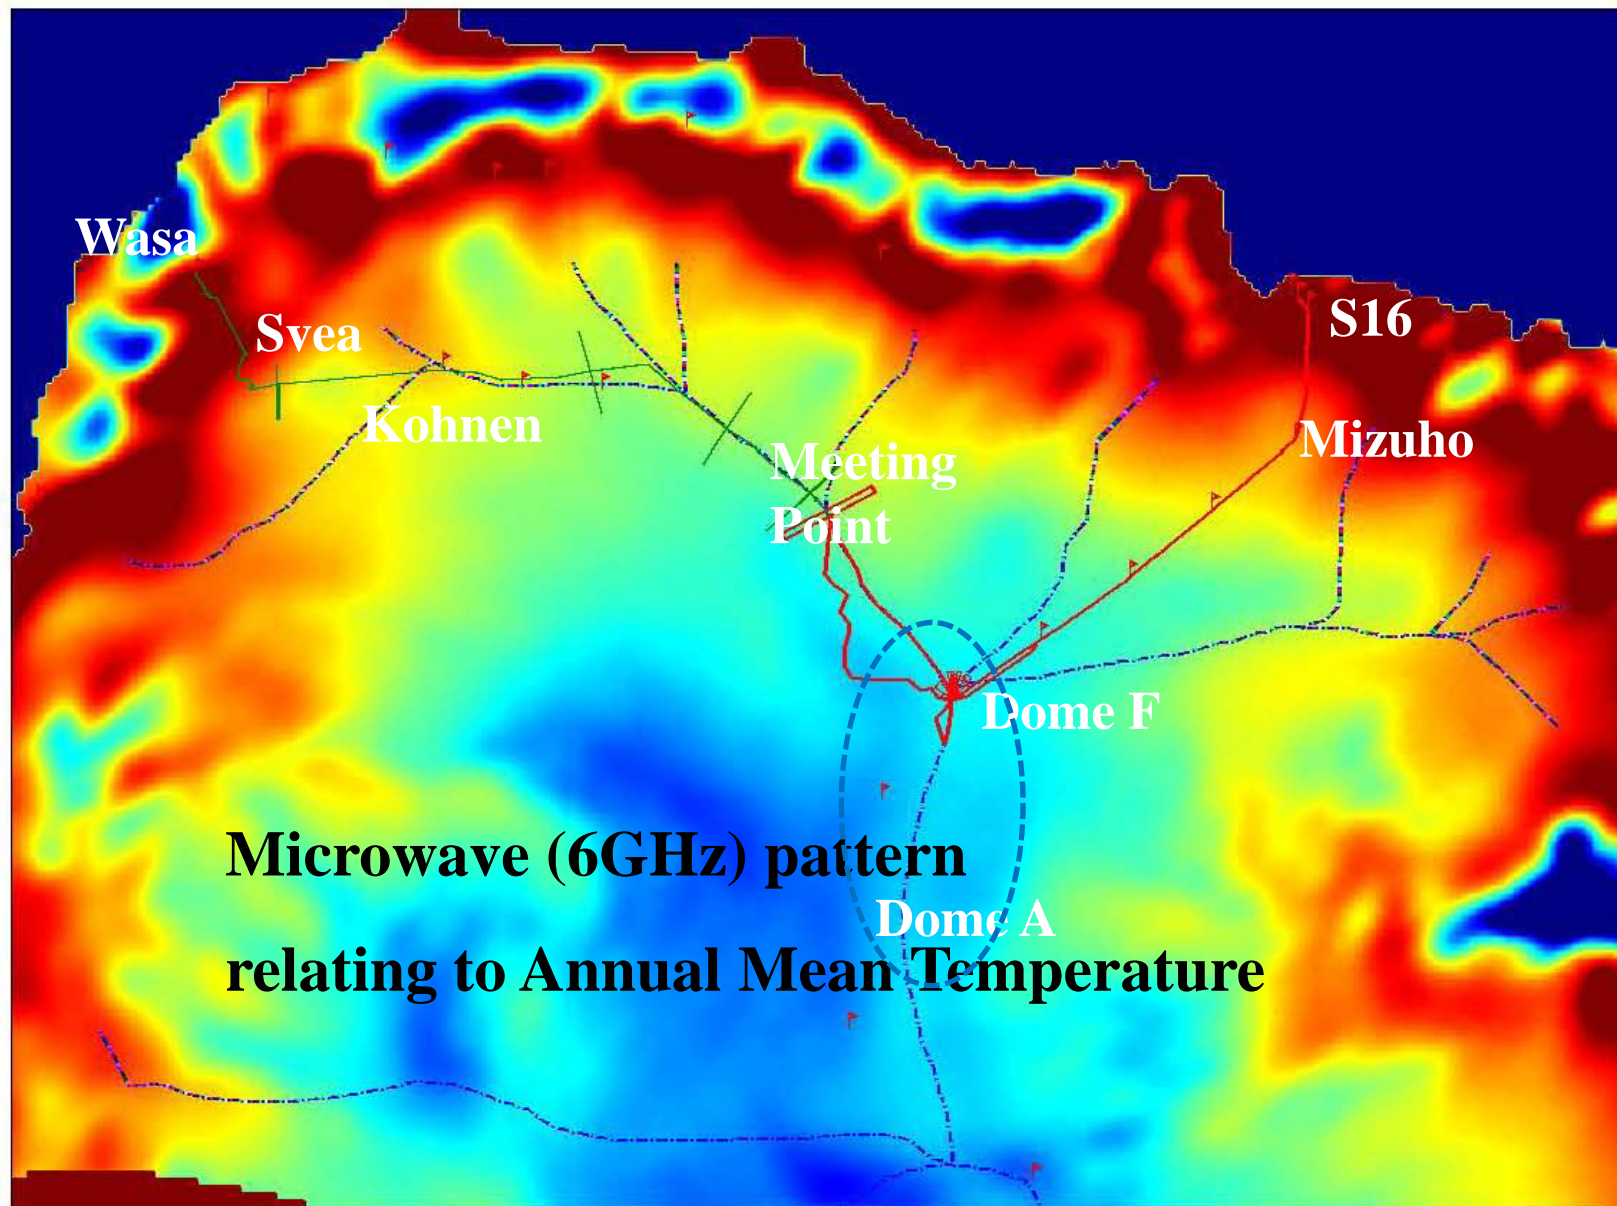 Wasa
Svea
S16
Kohnen
Mizuho
Meeting
Point
Dome F
Microwave (6GHz) pattern
Dome A
relating to Annual Mean Temperature